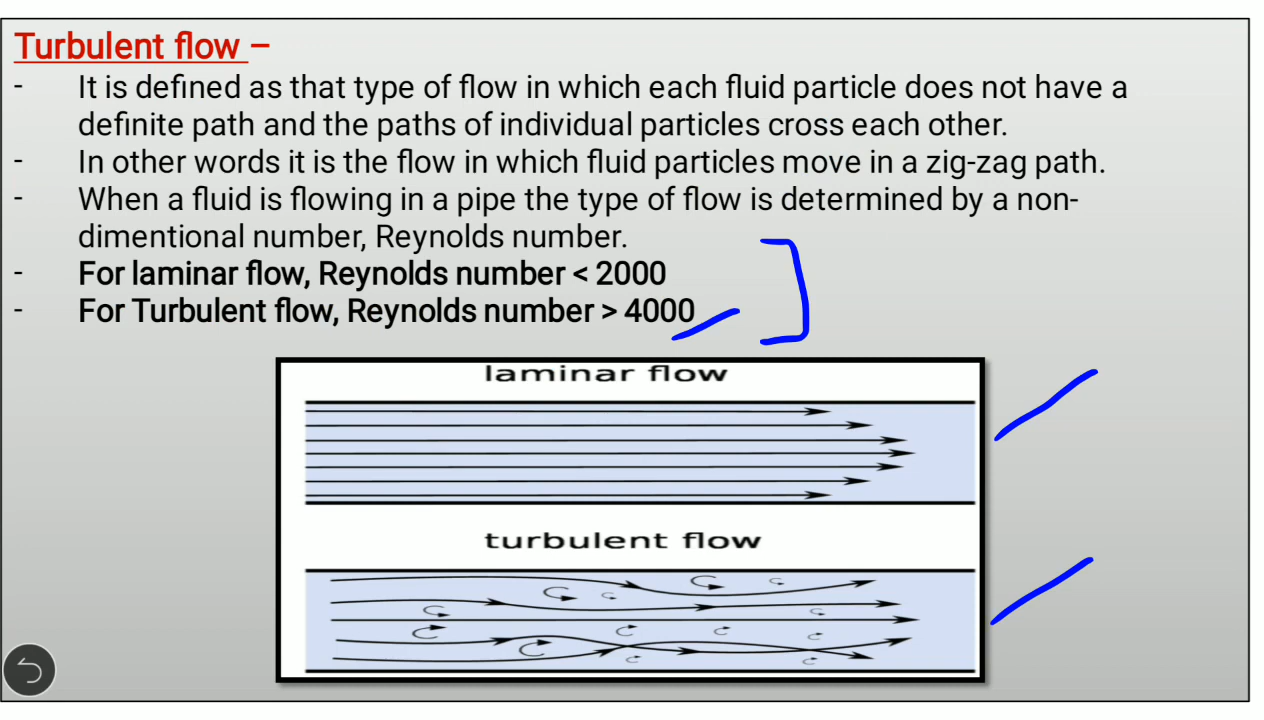 Turbulent flow –
- It is defined as that type of flow in which each fluid particle does not have a
definite path and the paths of individual particles cross each other.
- In other words it is the flow in which fluid particles move in a zig-zag path.
- When a fluid is flowing in a pipe the type of flow is determined by a non-
dimentional number, Reynolds number.
- For laminar flow, Reynolds number < 2000
- For Turbulent flow, Reynolds number > 4000
laminar flow
turbulent flow